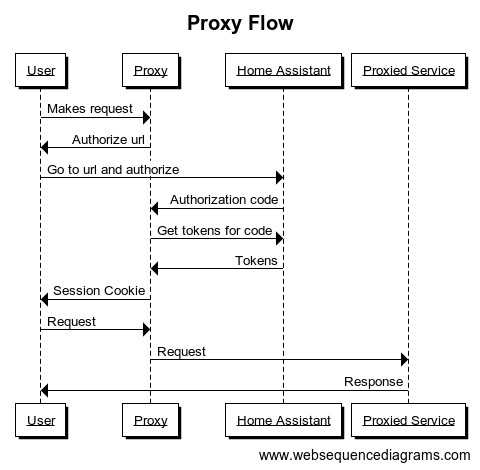 Proxy Flow
User Proxy Home Assistant Proxied Service
Makes request
Authorize url
Go to url and authorize
Authorization code
Get tokens for code
Tokens
Session Cookie
Request
Request
Response
User Proxy Home Assistant Proxied Service
www.websequencediagrams.com